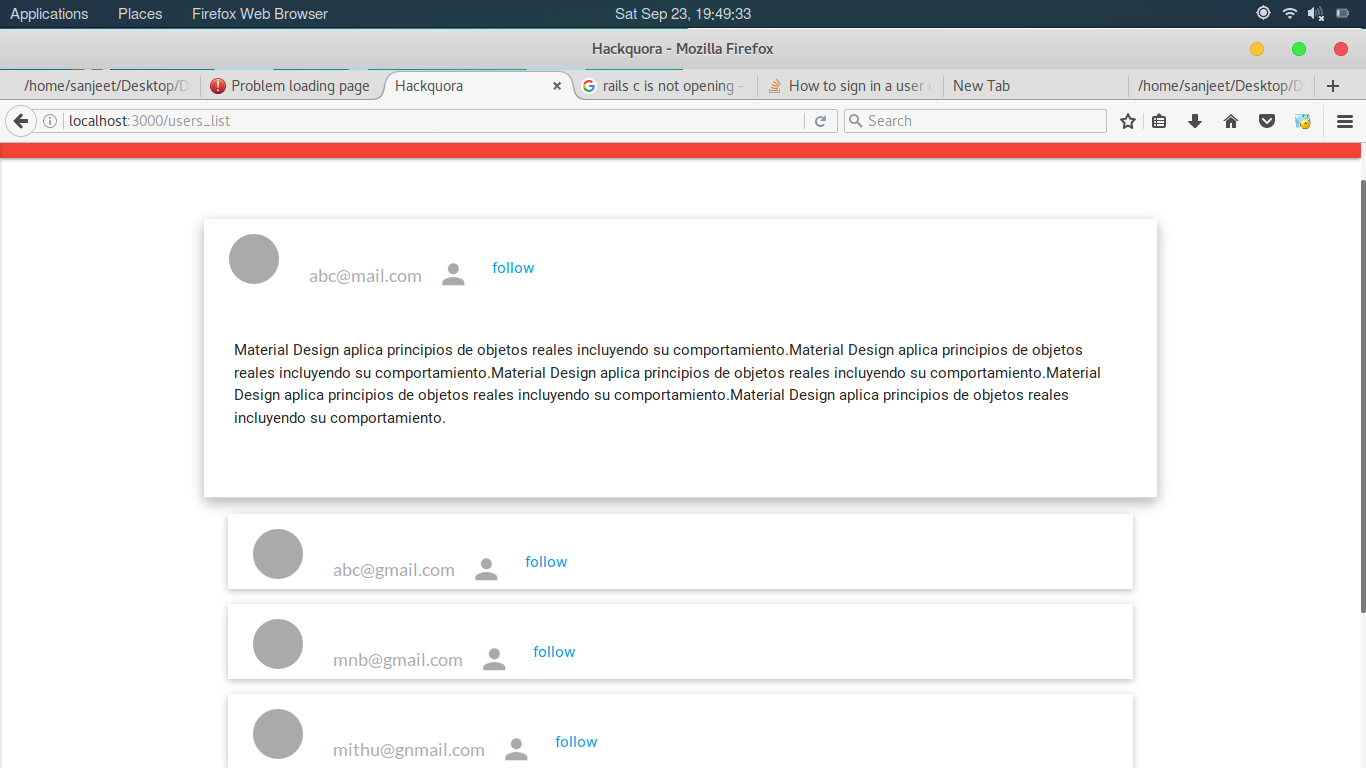 Applications Places Firefox Web Browser Sat Sep 23, 19:49:33
Hackquora - Mozilla Firefox
/home/sanjeet/Desktop/D Problem loading page Hackquora rails c is not opening - How to sign in a user u New Tab /home/sanjeet/Desktop/D
localhost:3000/users_list Search
abc@mail.com follow
Material Design aplica principios de objetos reales incluyendo su comportamiento.Material Design aplica principios de objetos
reales incluyendo su comportamiento.Material Design aplica principios de objetos reales incluyendo su comportamiento.Material
Design aplica principios de objetos reales incluyendo su comportamiento.Material Design aplica principios de objetos reales
incluyendo su comportamiento.
abc@gmail.com follow
mnb@gmail.com follow
mithu@gnmail.com follow